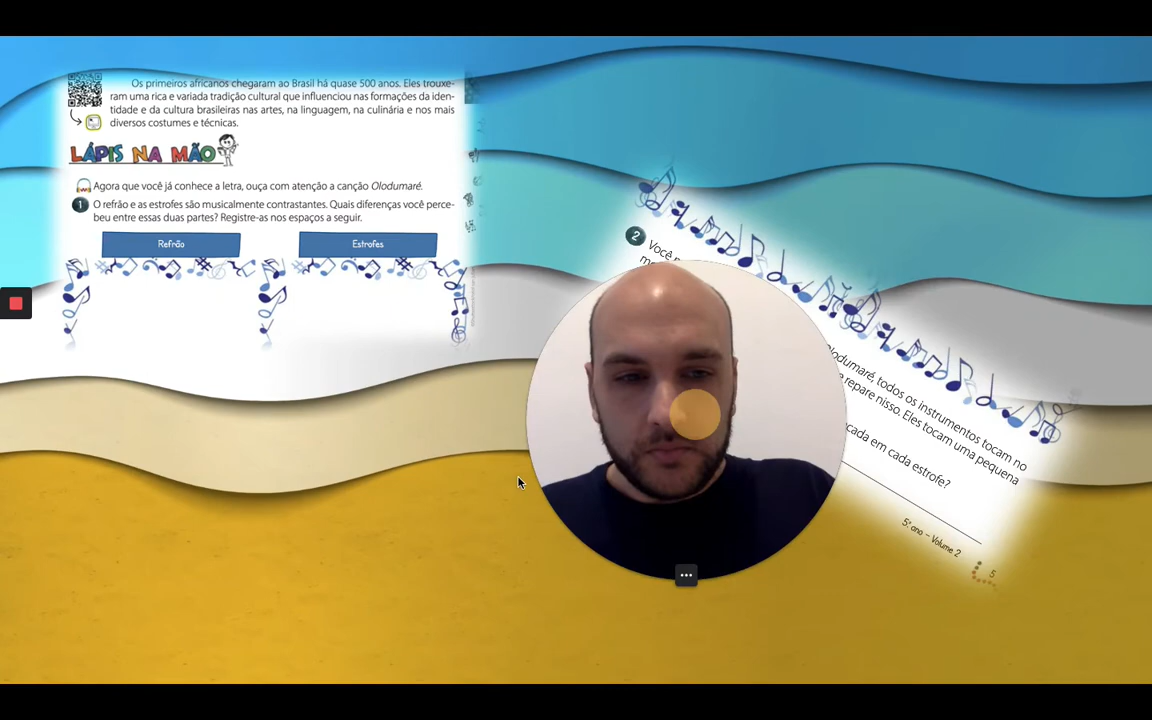 Os primeiros africanos chegaram ao Brasil há quase 500 anos. Eles trouxe-
ram uma rica e variada tradição cultural que influenciou nas formações da iden-
tidade e da cultura brasileiras nas artes, na linguagem, na culinária e nos mais
diversos costumes e técnicas.
LÁPIS NA MÃO
Agora que você já conhece a letra, ouça com atenção a canção Olodumaré.
1 O refrão e as estrofes são musicalmente contrastantes. Quais diferenças você perce-
beu entre essas duas partes? Registre-as nos espaços a seguir.
Refrão
Estrofes
2 Você
Olodumaré, todos os instrumentos tocam no
e repare nisso. Eles tocam uma pequena
cada em cada estrofe?
5º ano – Volume 2
5